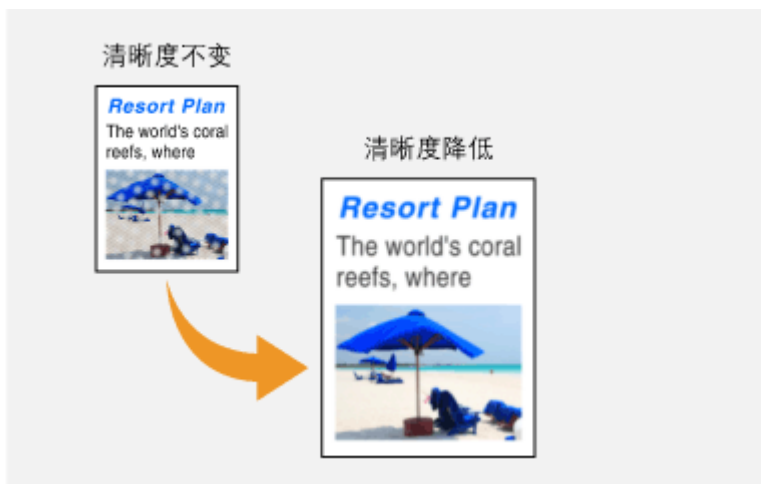 清晰度不变
Resort Plan
The world's coral
reefs, where
清晰度降低
Resort Plan
The world's coral
reefs, where